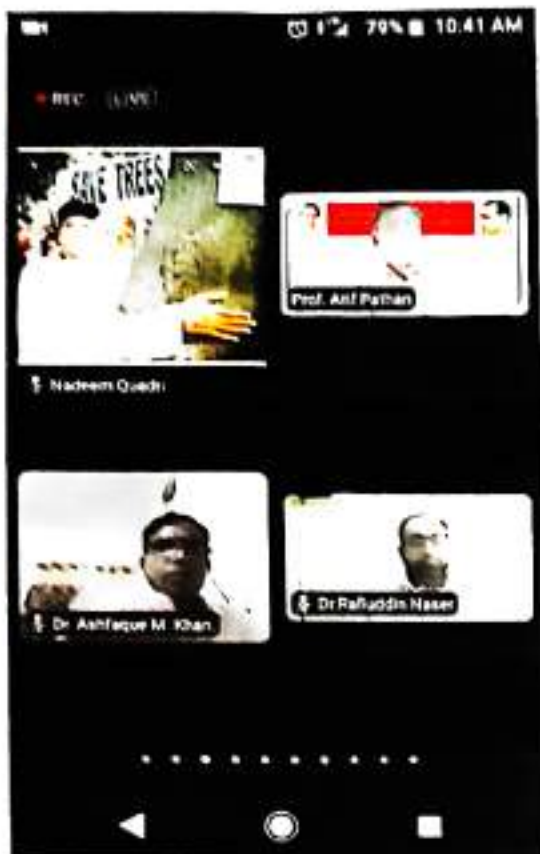 79% 10.41 AM
REC LIVE
SAVE TREES
Prof. Arif Pathan
Nadeem Quadri
Dr. Ashfaque M. Khan
Dr Rafiuddin Naser